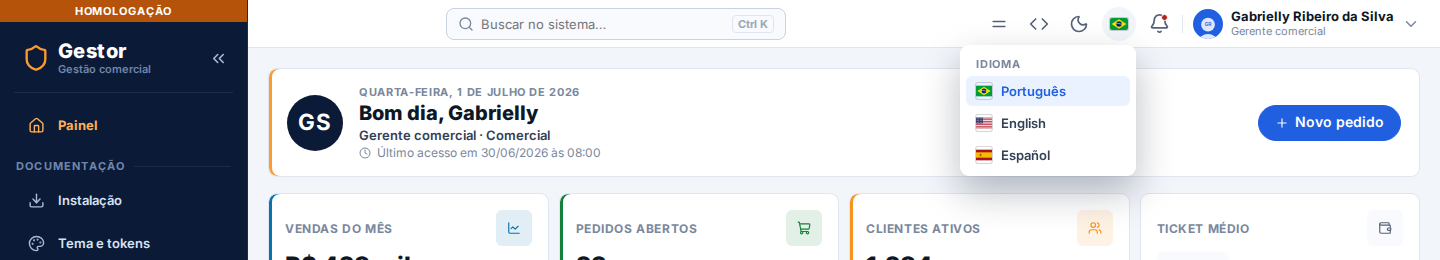 HOMOLOGAÇÃO
Gestor
Gestão comercial
Painel
DOCUMENTAÇÃO
Instalação
Tema e tokens
Buscar no sistema...
Ctrl K
GR
Gabrielly Ribeiro da Silva
Gerente comercial
IDIOMA
Português
English
Español
GS
QUARTA-FEIRA, 1 DE JULHO DE 2026
Bom dia, Gabrielly
Gerente comercial · Comercial
Último acesso em 30/06/2026 às 08:00
+ Novo pedido
VENDAS DO MÊS
PEDIDOS ABERTOS
CLIENTES ATIVOS
TICKET MÉDIO